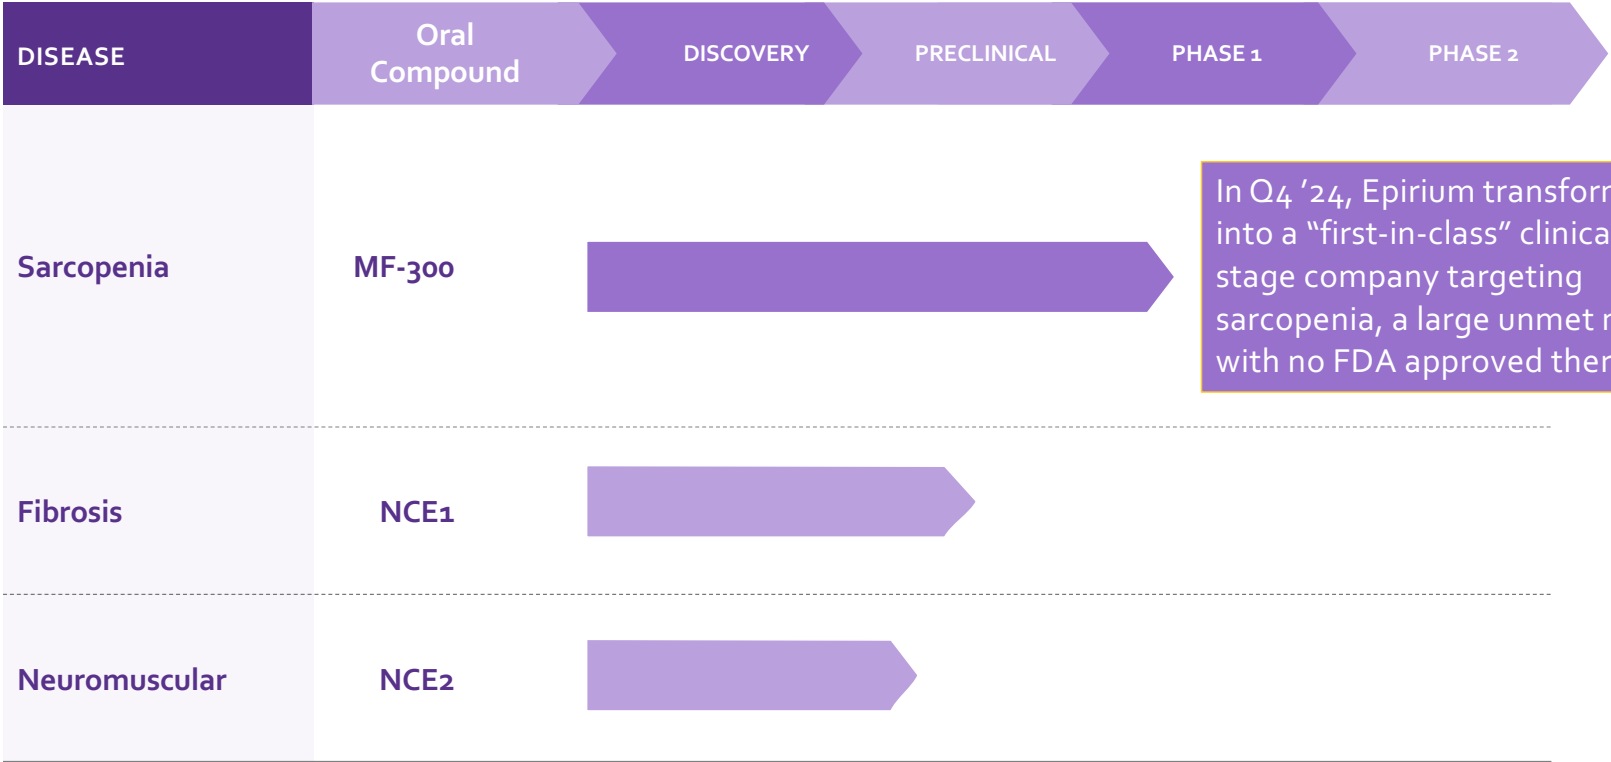 DISEASE
Oral
Compound
DISCOVERY
PRECLINICAL
PHASE 1
PHASE 2
Sarcopenia
MF-300
In Q4 ’24, Epirium
into a “first-in-class”
stage company targeting
sarcopenia, a large unmet
with no FDA approved
Fibrosis
NCE1
Neuromuscular
NCE2